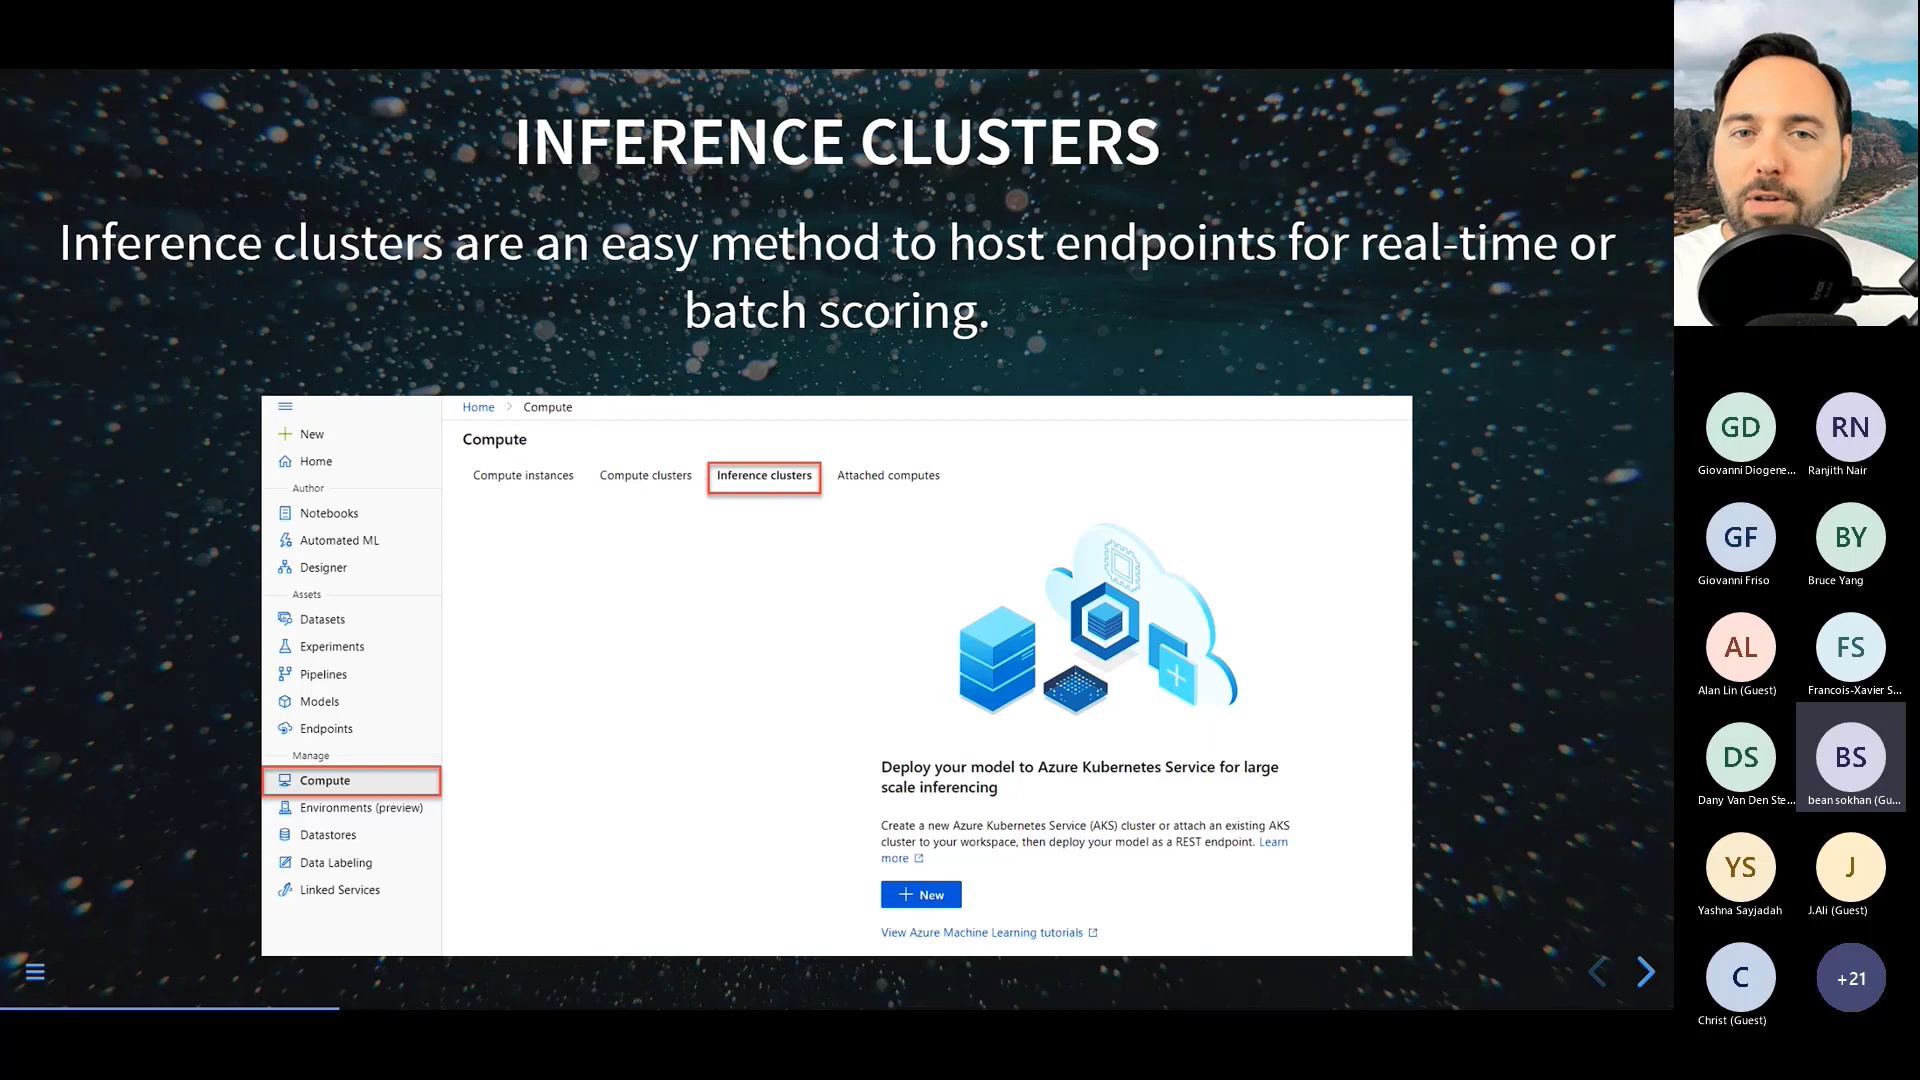 INFERENCE CLUSTERS
Inference clusters are an easy method to host endpoints for real-time or
batch scoring.
New
Home
Author
Notebooks
Automated ML
Designer
Assets
Datasets
Experiments
Pipelines
Models
Endpoints
Manage
Compute
Environments (preview)
Datastores
Data Labeling
Linked Services
Home > Compute
Compute
Compute instances Compute clusters Inference clusters Attached computes
Deploy your model to Azure Kubernetes Service for large
scale inferencing
Create a new Azure Kubernetes Service (AKS) cluster or attach an existing AKS
cluster to your workspace, then deploy your model as a REST endpoint. Learn
more
New
View Azure Machine Learning tutorials
GD RN
Giovanni Diogene... Ranjith Nair
GF BY
Giovanni Friso Bruce Yang
AL FS
Alan Lin (Guest) Francois-Xavier S...
DS BS
Dany Van Den Ste... bean sokhan (Gu...
YS J
Yashna Sayjadah J.Ali (Guest)
C +21
Christ (Guest)